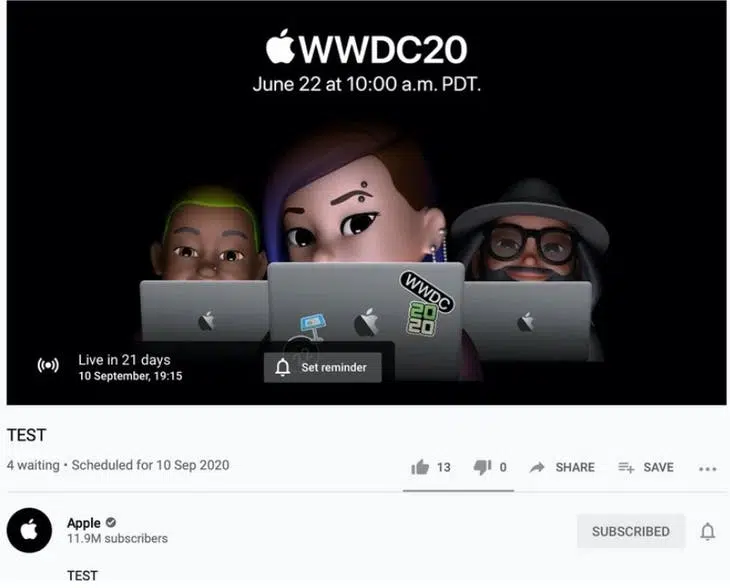 WWDC20
June 22 at 10:00 a.m. PDT.
WWDC
20
20
Live in 21 days
10 September, 19:15
Set reminder
TEST
4 waiting • Scheduled for 10 Sep 2020
13
0
SHARE
SAVE
Apple
11.9M subscribers
SUBSCRIBED
TEST